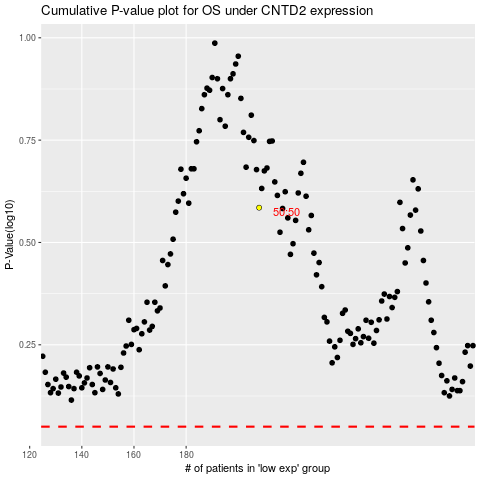 Cumulative P-value plot for OS under CNTD2 expression
1.00
0.75
0.50
0.25
P-Value(log10)
50:50
120 140 160 180
# of patients in 'low exp' group